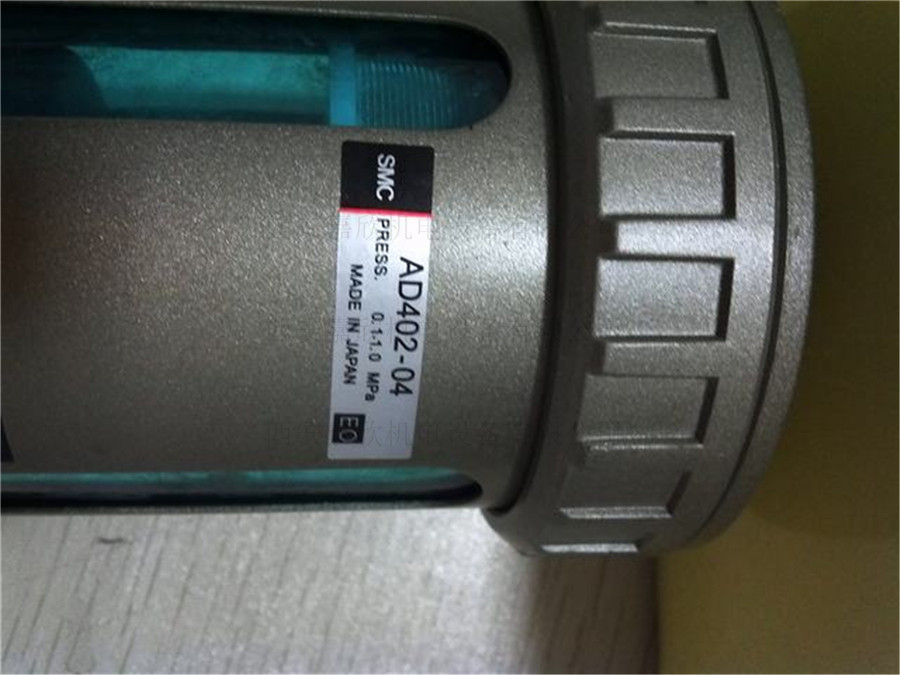 SMC
AD402-04
PRESS. 0.1-1.0 MPa
MADE IN JAPAN
EO